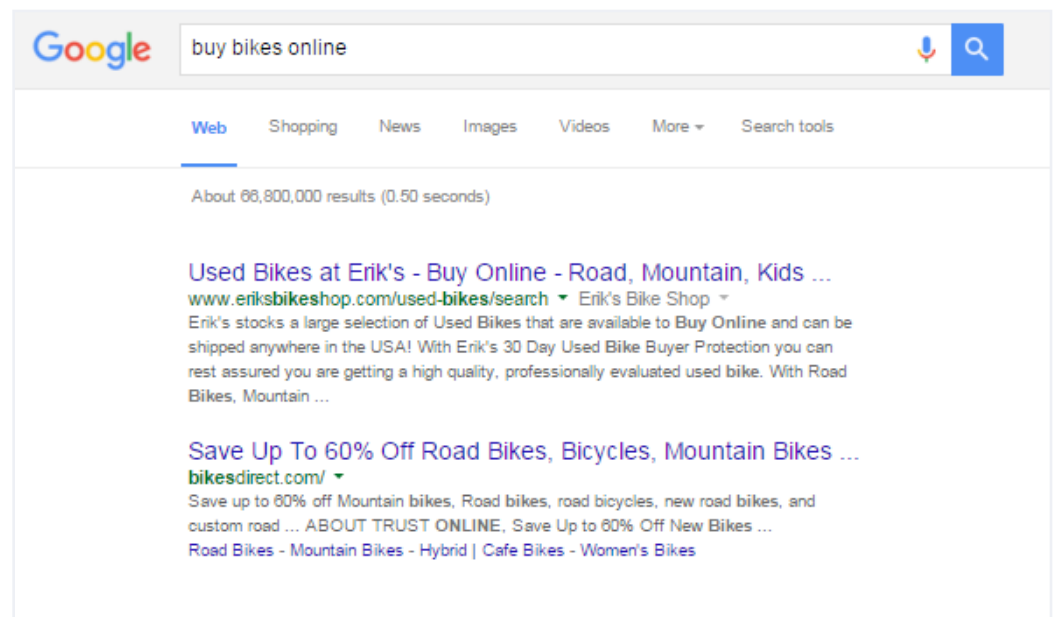 Google
buy bikes online
Web Shopping News Images Videos More Search tools
About 66,800,000 results (0.50 seconds)
Used Bikes at Erik's - Buy Online - Road, Mountain, Kids ...
www.eriksbikeshop.com/used-bikes/search Erik's Bike Shop
Erik's stocks a large selection of Used Bikes that are available to Buy Online and can be
shipped anywhere in the USA! With Erik's 30 Day Used Bike Buyer Protection you can
rest assured you are getting a high quality, professionally evaluated used bike. With Road
Bikes, Mountain ...
Save Up To 60% Off Road Bikes, Bicycles, Mountain Bikes ...
bikesdirect.com/
Save up to 60% off Mountain bikes, Road bikes, road bicycles, new road bikes, and
custom road ... ABOUT TRUST ONLINE, Save Up to 60% Off New Bikes ...
Road Bikes - Mountain Bikes - Hybrid | Cafe Bikes - Women's Bikes